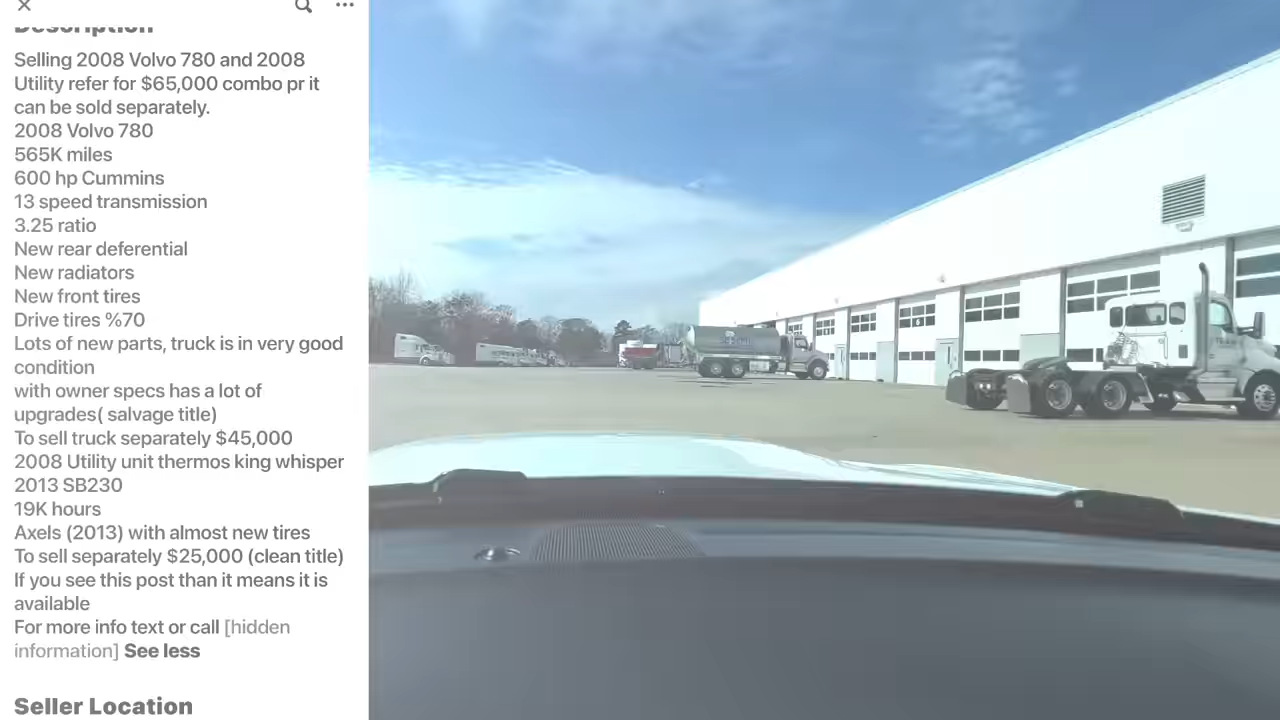 Description
Selling 2008 Volvo 780 and 2008
Utility refer for $65,000 combo pr it
can be sold separately.
2008 Volvo 780
565K miles
600 hp Cummins
13 speed transmission
3.25 ratio
New rear deferential
New radiators
New front tires
Drive tires %70
Lots of new parts, truck is in very good
condition
with owner specs has a lot of
upgrades( salvage title)
To sell truck separately $45,000
2008 Utility unit thermos king whisper
2013 SB230
19K hours
Axels (2013) with almost new tires
To sell separately $25,000 (clean title)
If you see this post than it means it is
available
For more info text or call [hidden
information] See less
Seller Location